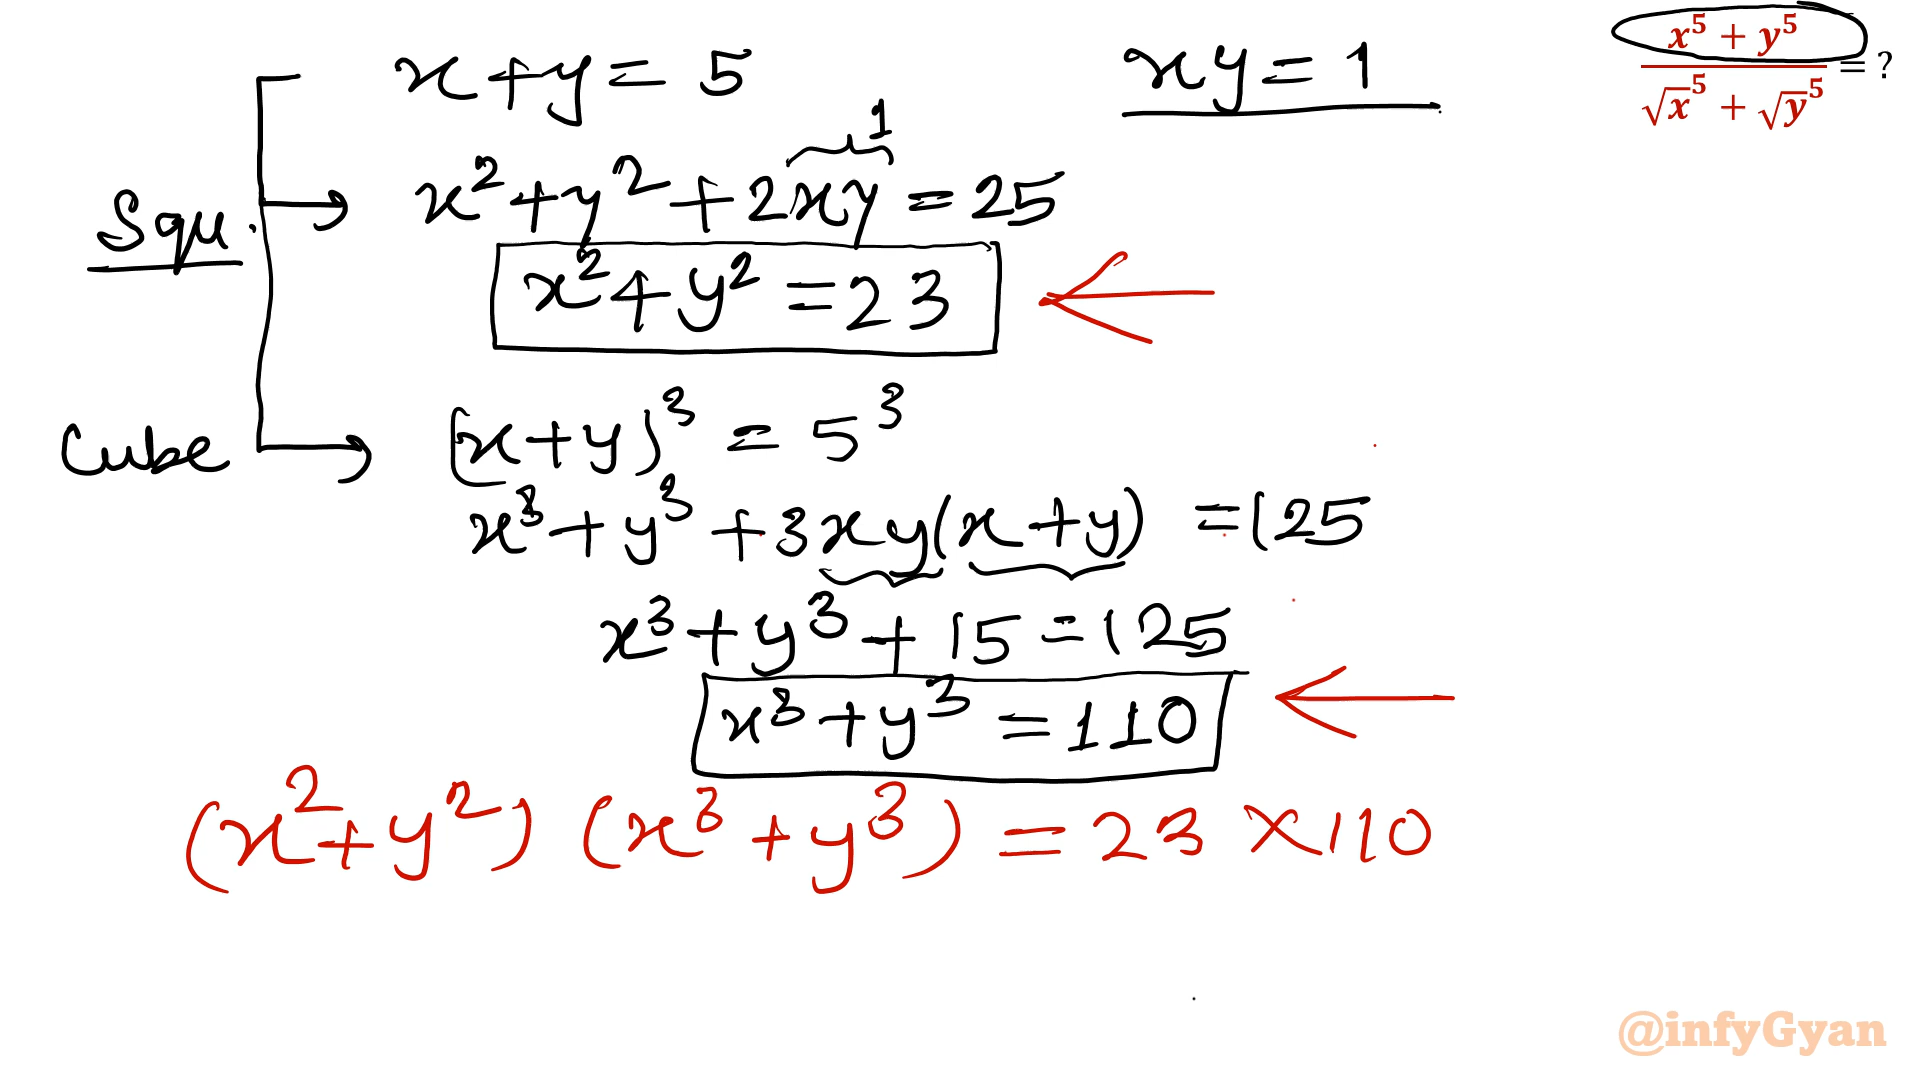 x + y = 5
xy = 1
x⁵ + y⁵ / √x⁵ + √y⁵ = ?
1
Squ.
x² + y² + 2xy = 25
x² + y² = 23
Cube
(x + y)³ = 5³
x³ + y³ + 3xy(x + y) = 125
x³ + y³ + 15 = 125
x³ + y³ = 110
(x² + y²) (x³ + y³) = 23 × 110
@infyGyan